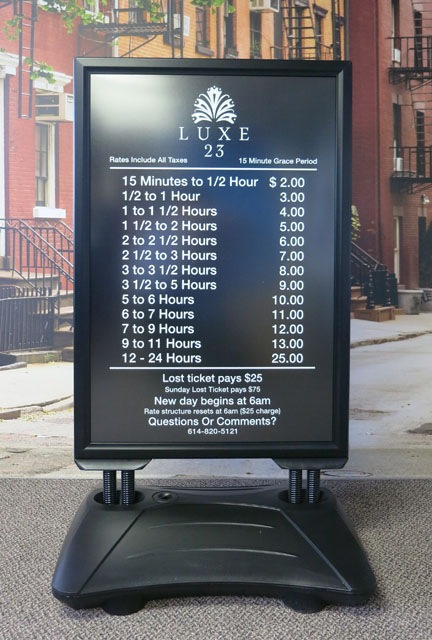 LUXE
23
Rates Include All Taxes 15 Minute Grace Period
15 Minutes to 1/2 Hour $ 2.00
1/2 to 1 Hour 3.00
1 to 1 1/2 Hours 4.00
1 1/2 to 2 Hours 5.00
2 to 2 1/2 Hours 6.00
2 1/2 to 3 Hours 7.00
3 to 3 1/2 Hours 8.00
3 1/2 to 5 Hours 9.00
5 to 6 Hours 10.00
6 to 7 Hours 11.00
7 to 9 Hours 12.00
9 to 11 Hours 13.00
12 - 24 Hours 25.00
Lost ticket pays $25
Sunday Lost Ticket pays $75
New day begins at 6am
Rate structure resets at 6am ($25 charge)
Questions Or Comments?
614-820-5121